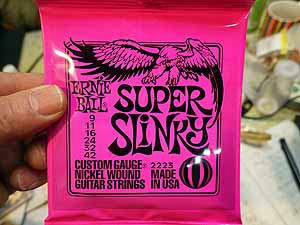 ERNIE
BALL
SUPER
SLINKY
9
11
16
24
32
42
CUSTOM GAUGE 2223
NICKEL WOUND MADE
GUITAR STRINGS IN USA